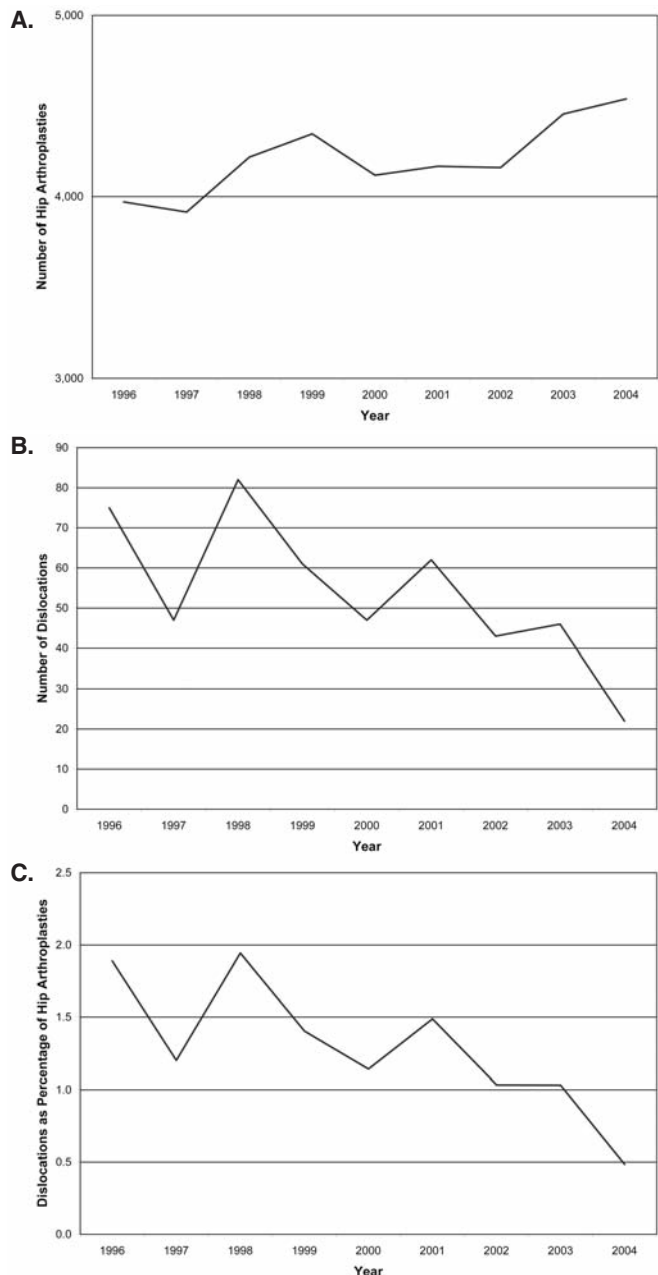 A.
5,000
4,000
3,000
Number of Hip Arthroplasties
1996 1997 1998 1999 2000 2001 2002 2003 2004
Year
B.
90
80
70
60
50
40
30
20
10
0
Number of Dislocations
1996 1997 1998 1999 2000 2001 2002 2003 2004
Year
C.
2.5
2.0
1.5
1.0
0.5
0.0
Dislocations as Percentage of Hip Arthroplasties
1996 1997 1998 1999 2000 2001 2002 2003 2004
Year